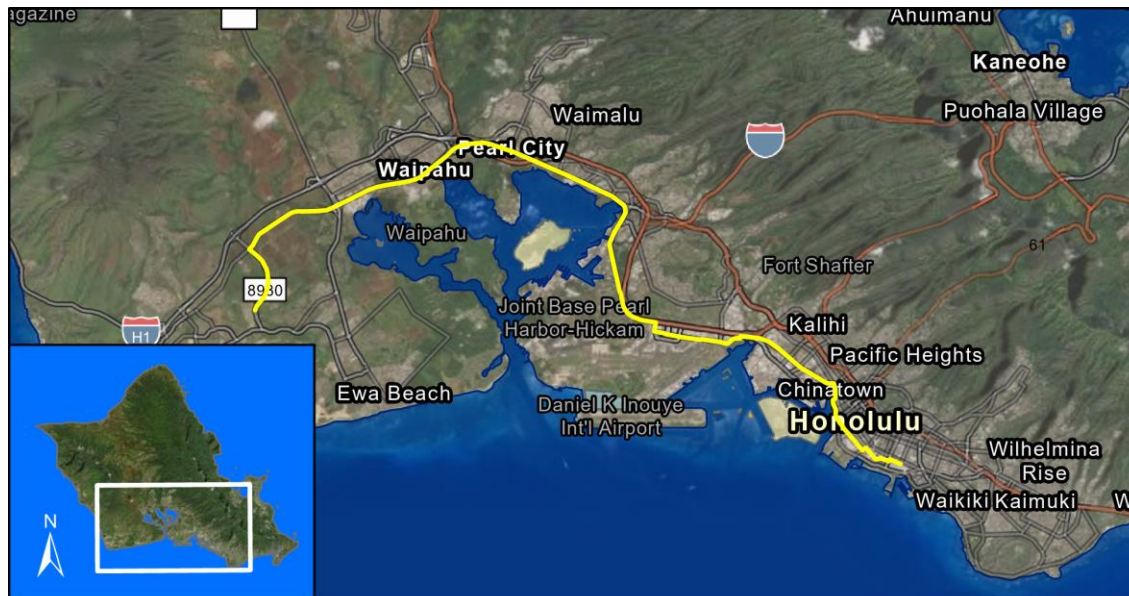 agazine
Ahuimanu
Kaneohe
Puohala Village
Waimalu
Pearl City
Waipahu
Waipahu
61
Fort Shafter
8930
Joint Base Pearl
Harbor-Hickam
H1
Kalihi
Pacific Heights
Ewa Beach
Chinatown
Daniel K Inouye
Int'l Airport
Honolulu
Wilhelmina
Rise
Waikiki
Kaimuki
W
N